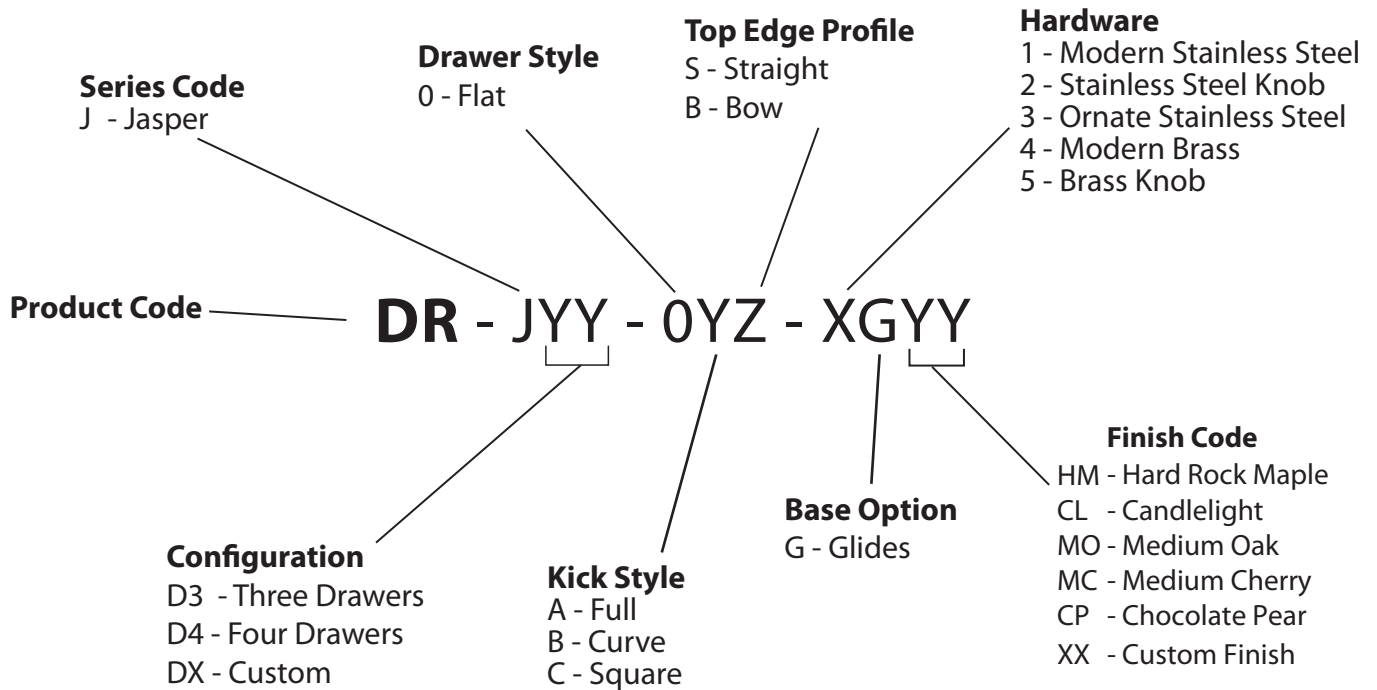 Series Code
J - Jasper
Drawer Style
0 - Flat
Top Edge Profile
S - Straight
B - Bow
Hardware
1 - Modern Stainless Steel
2 - Stainless Steel Knob
3 - Ornate Stainless Steel
4 - Modern Brass
5 - Brass Knob
Product Code
DR - JYY - 0YZ - XGYY
Configuration
D3 - Three Drawers
D4 - Four Drawers
DX - Custom
Kick Style
A - Full
B - Curve
C - Square
Base Option
G - Glides
Finish Code
HM - Hard Rock Maple
CL - Candlelight
MO - Medium Oak
MC - Medium Cherry
CP - Chocolate Pear
XX - Custom Finish